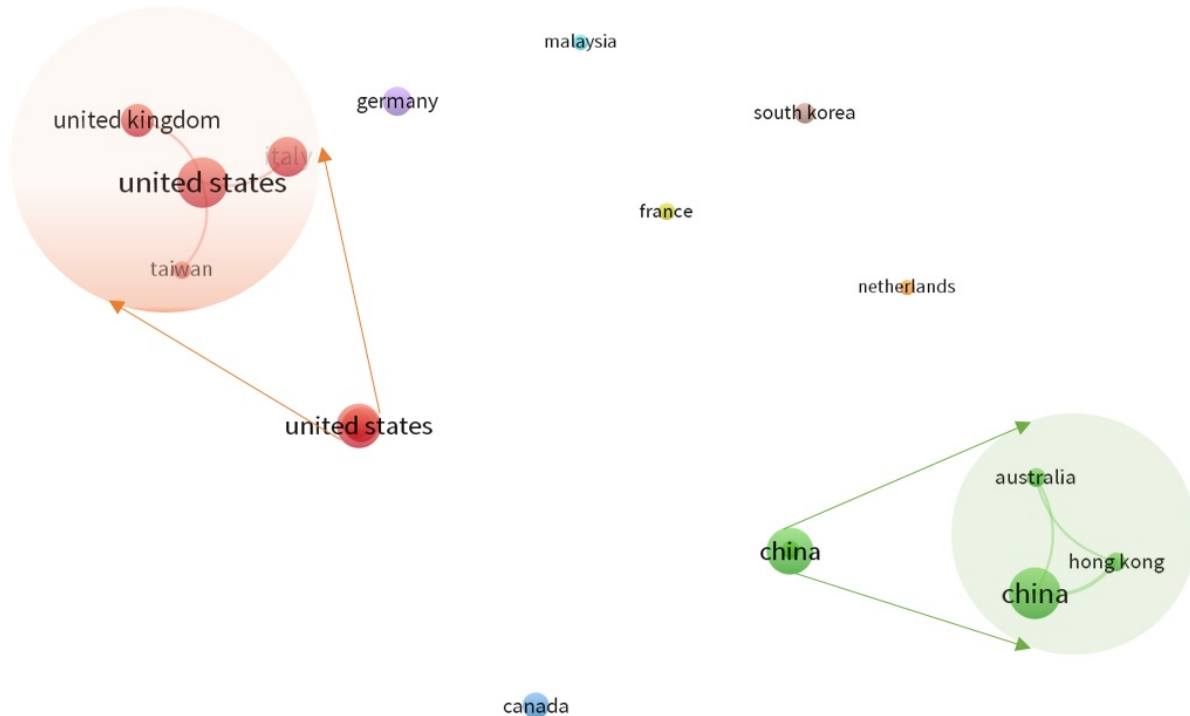 malaysia
germany
south korea
united kingdom
italy
united states
france
taiwan
netherlands
united states
australia
china
hong kong
china
canada